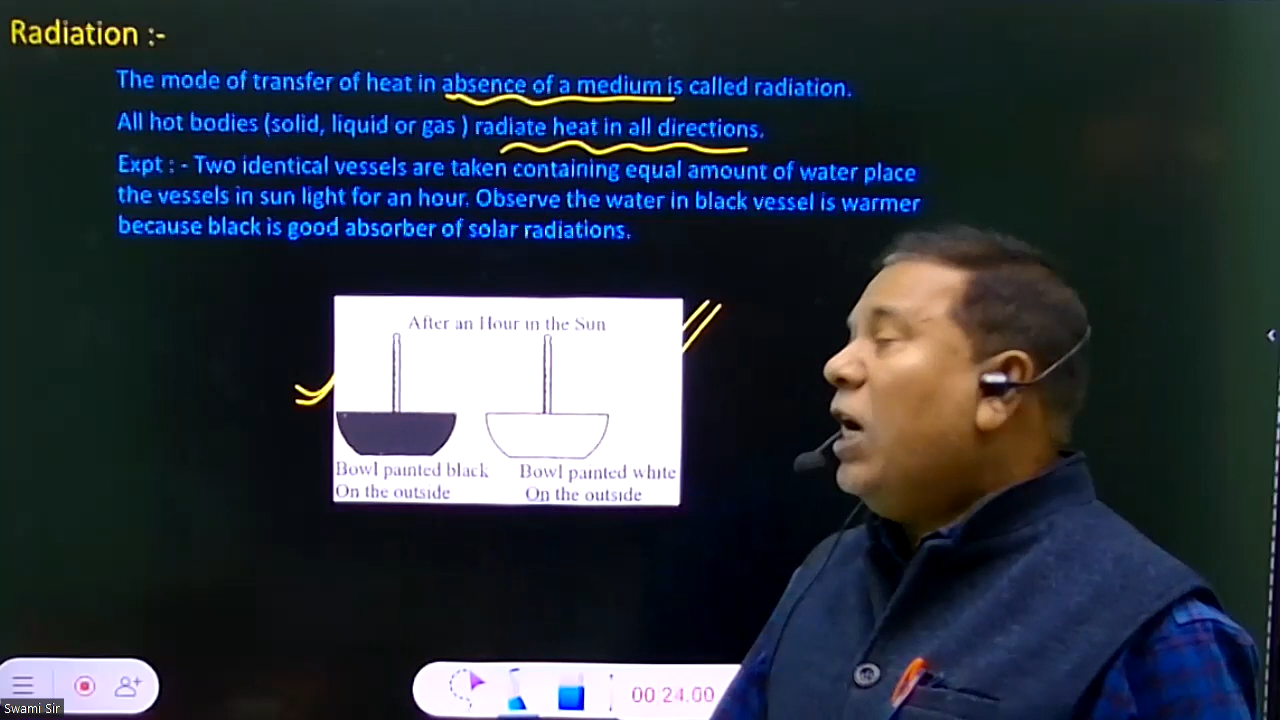 Radiation :-
The mode of transfer of heat in absence of a medium is called radiation.
All hot bodies (solid, liquid or gas ) radiate heat in all directions.
Expt : - Two identical vessels are taken containing equal amount of water place
the vessels in sun light for an hour. Observe the water in black vessel is warmer
because black is good absorber of solar radiations.
After an Hour in the Sun
Bowl painted black
On the outside
Bowl painted white
On the outside
00 24.00
Swami Sir